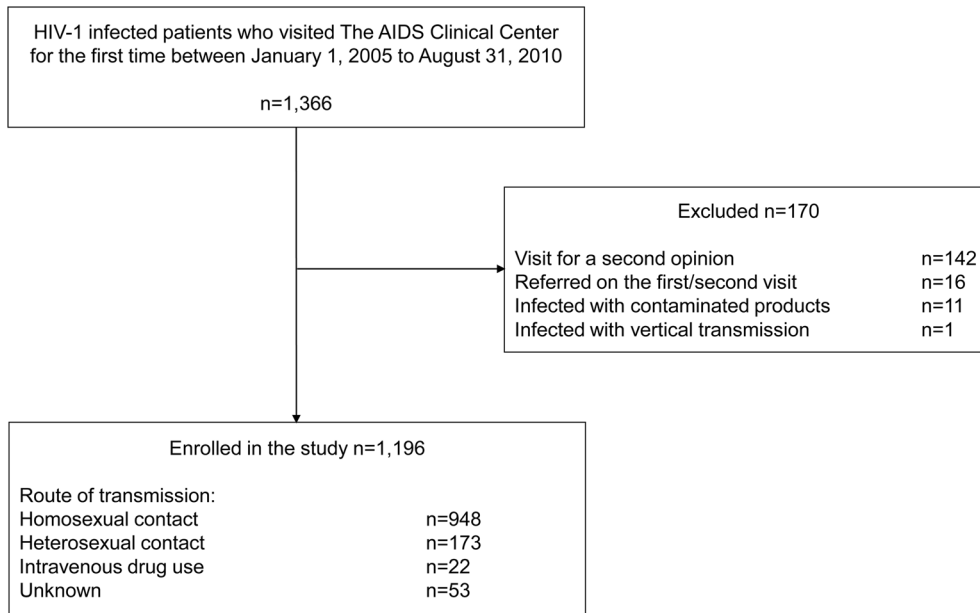 HIV-1 infected patients who visited The AIDS Clinical Center
for the first time between January 1, 2005 to August 31, 2010
n=1,366
Excluded n=170
Visit for a second opinion n=142
Referred on the first/second visit n=16
Infected with contaminated products n=11
Infected with vertical transmission n=1
Enrolled in the study n=1,196
Route of transmission:
Homosexual contact n=948
Heterosexual contact n=173
Intravenous drug use n=22
Unknown n=53